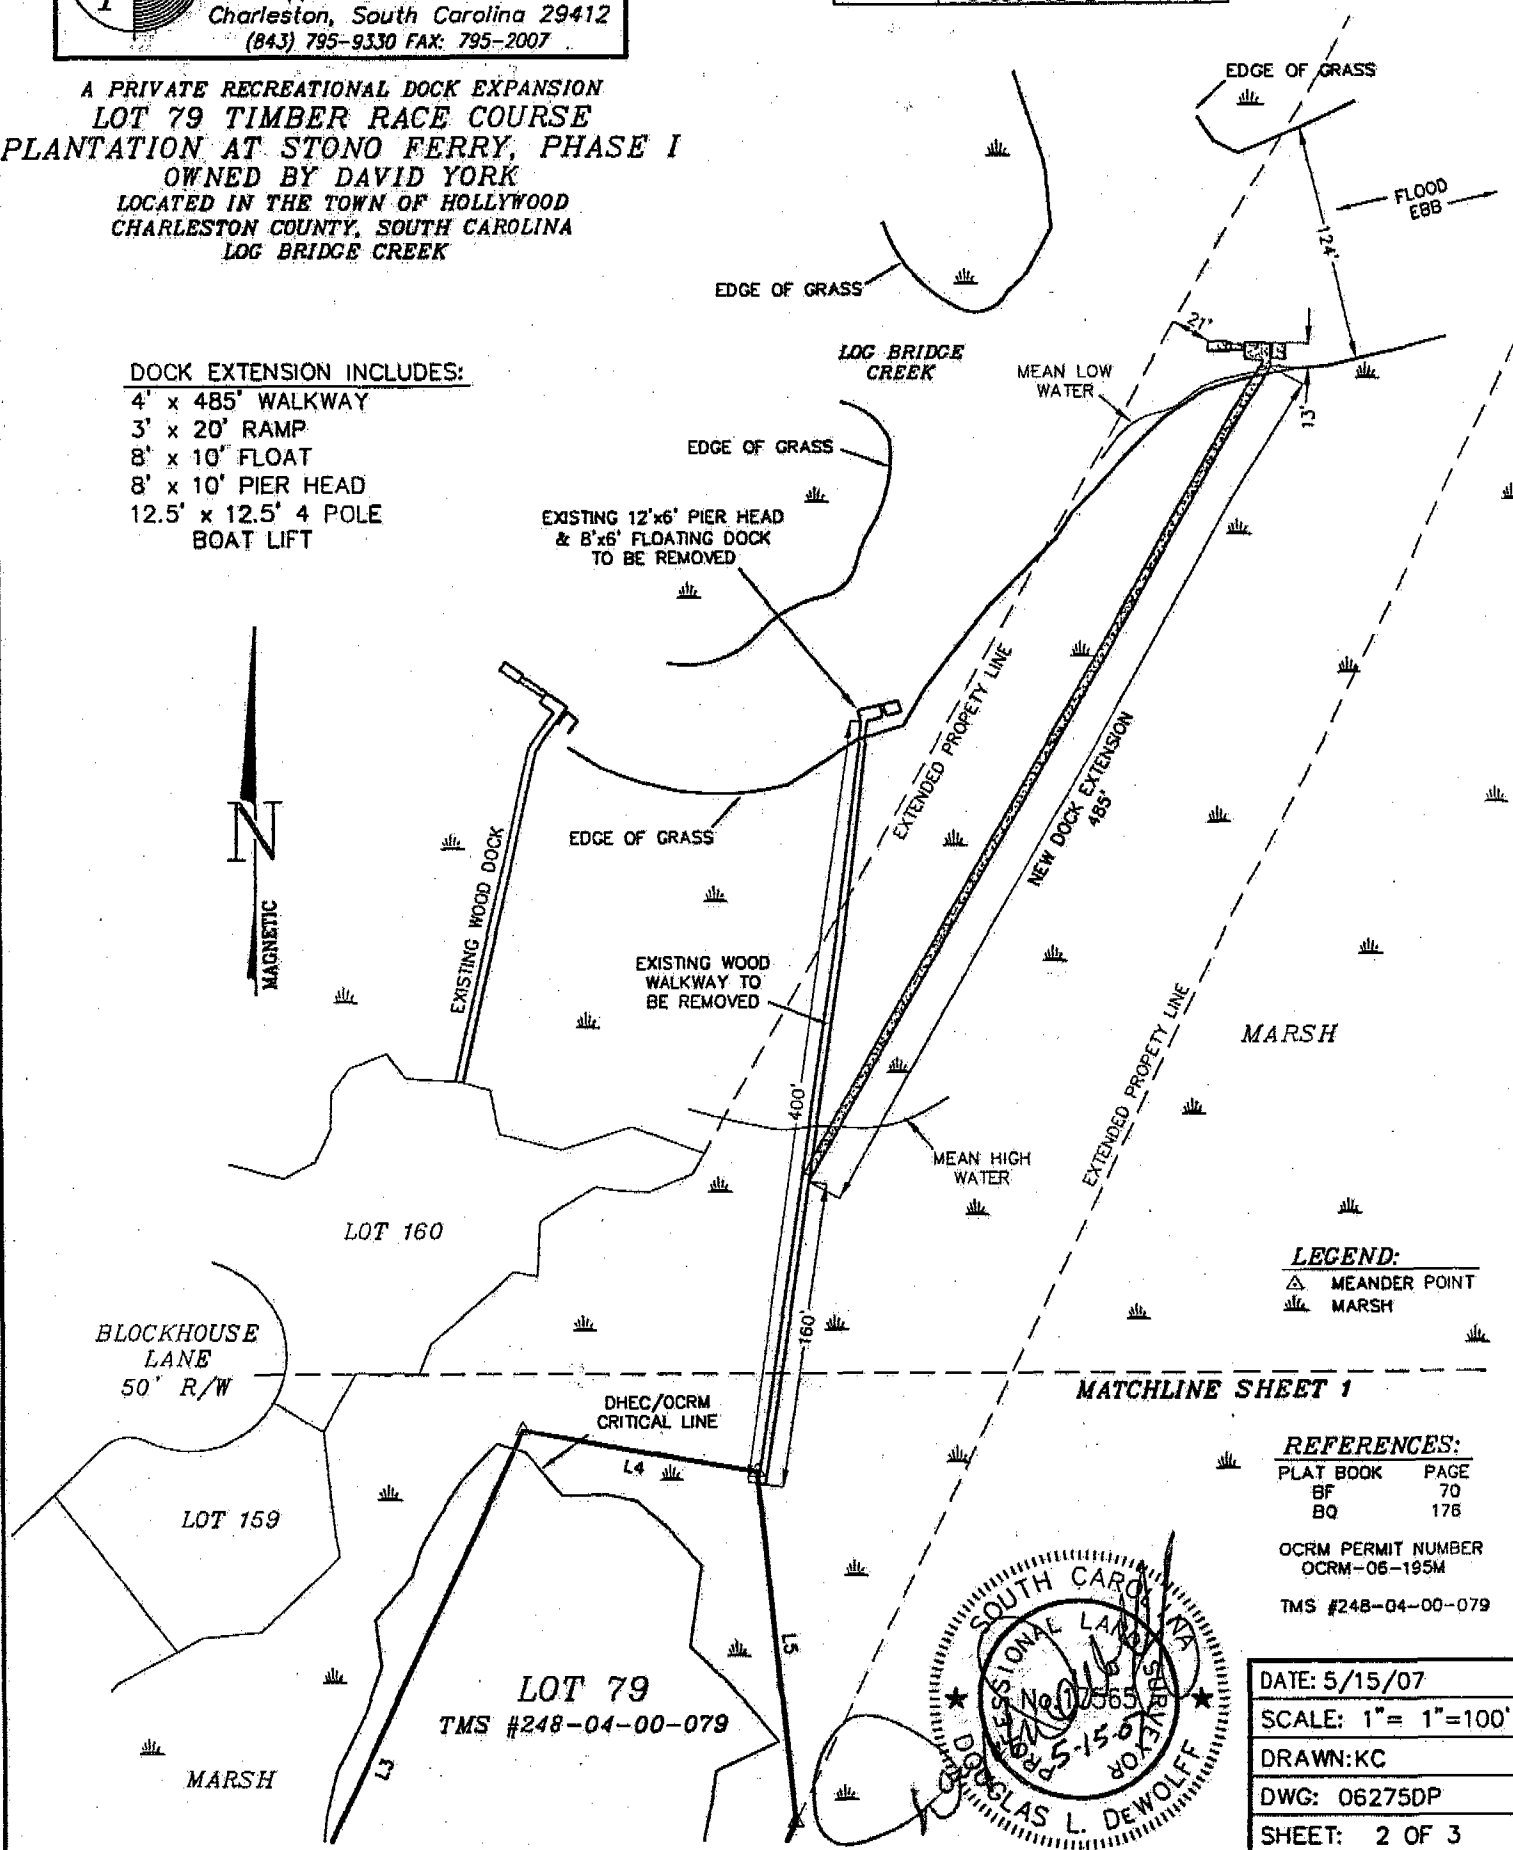 Charleston, South Carolina 29412
(843) 795-9330 FAX: 795-2007
A PRIVATE RECREATIONAL DOCK EXPANSION
LOT 79 TIMBER RACE COURSE
PLANTATION AT STONO FERRY, PHASE I
OWNED BY DAVID YORK
LOCATED IN THE TOWN OF HOLLYWOOD
CHARLESTON COUNTY, SOUTH CAROLINA
LOG BRIDGE CREEK
EDGE OF GRASS
FLOOD
EBB
124'
EDGE OF GRASS
21'
LOG BRIDGE
CREEK
MEAN LOW
WATER
13'
DOCK EXTENSION INCLUDES:
4' x 485' WALKWAY
3' x 20' RAMP
8' x 10' FLOAT
8' x 10' PIER HEAD
12.5' x 12.5' 4 POLE
BOAT LIFT
EDGE OF GRASS
EXISTING 12'x6' PIER HEAD
& 8'x6' FLOATING DOCK
TO BE REMOVED
EXTENDED PROPETY LINE
NEW DOCK EXTENSION
485'
N
MAGNETIC
EDGE OF GRASS
EXISTING WOOD DOCK
EXISTING WOOD
WALKWAY TO
BE REMOVED
MARSH
EXTENDED PROPETY LINE
400'
MEAN HIGH
WATER
LOT 160
LEGEND:
MEANDER POINT
MARSH
160'
BLOCKHOUSE
LANE
50' R/W
MATCHLINE SHEET 1
DHEC/OCRM
CRITICAL LINE
L4
REFERENCES:
PLAT BOOK PAGE
BF 70
BQ 176
LOT 159
OCRM PERMIT NUMBER
OCRM-06-195M
TMS #248-04-00-079
L5
LOT 79
TMS #248-04-00-079
L3
MARSH
SOUTH CAROLINA
PROFESSIONAL LAND SURVEYOR
No. 17565
5-15-07
DOUGLAS L. DeWOLFF
DATE: 5/15/07
SCALE: 1"= 1"=100'
DRAWN:KC
DWG: 06275DP
SHEET: 2 OF 3